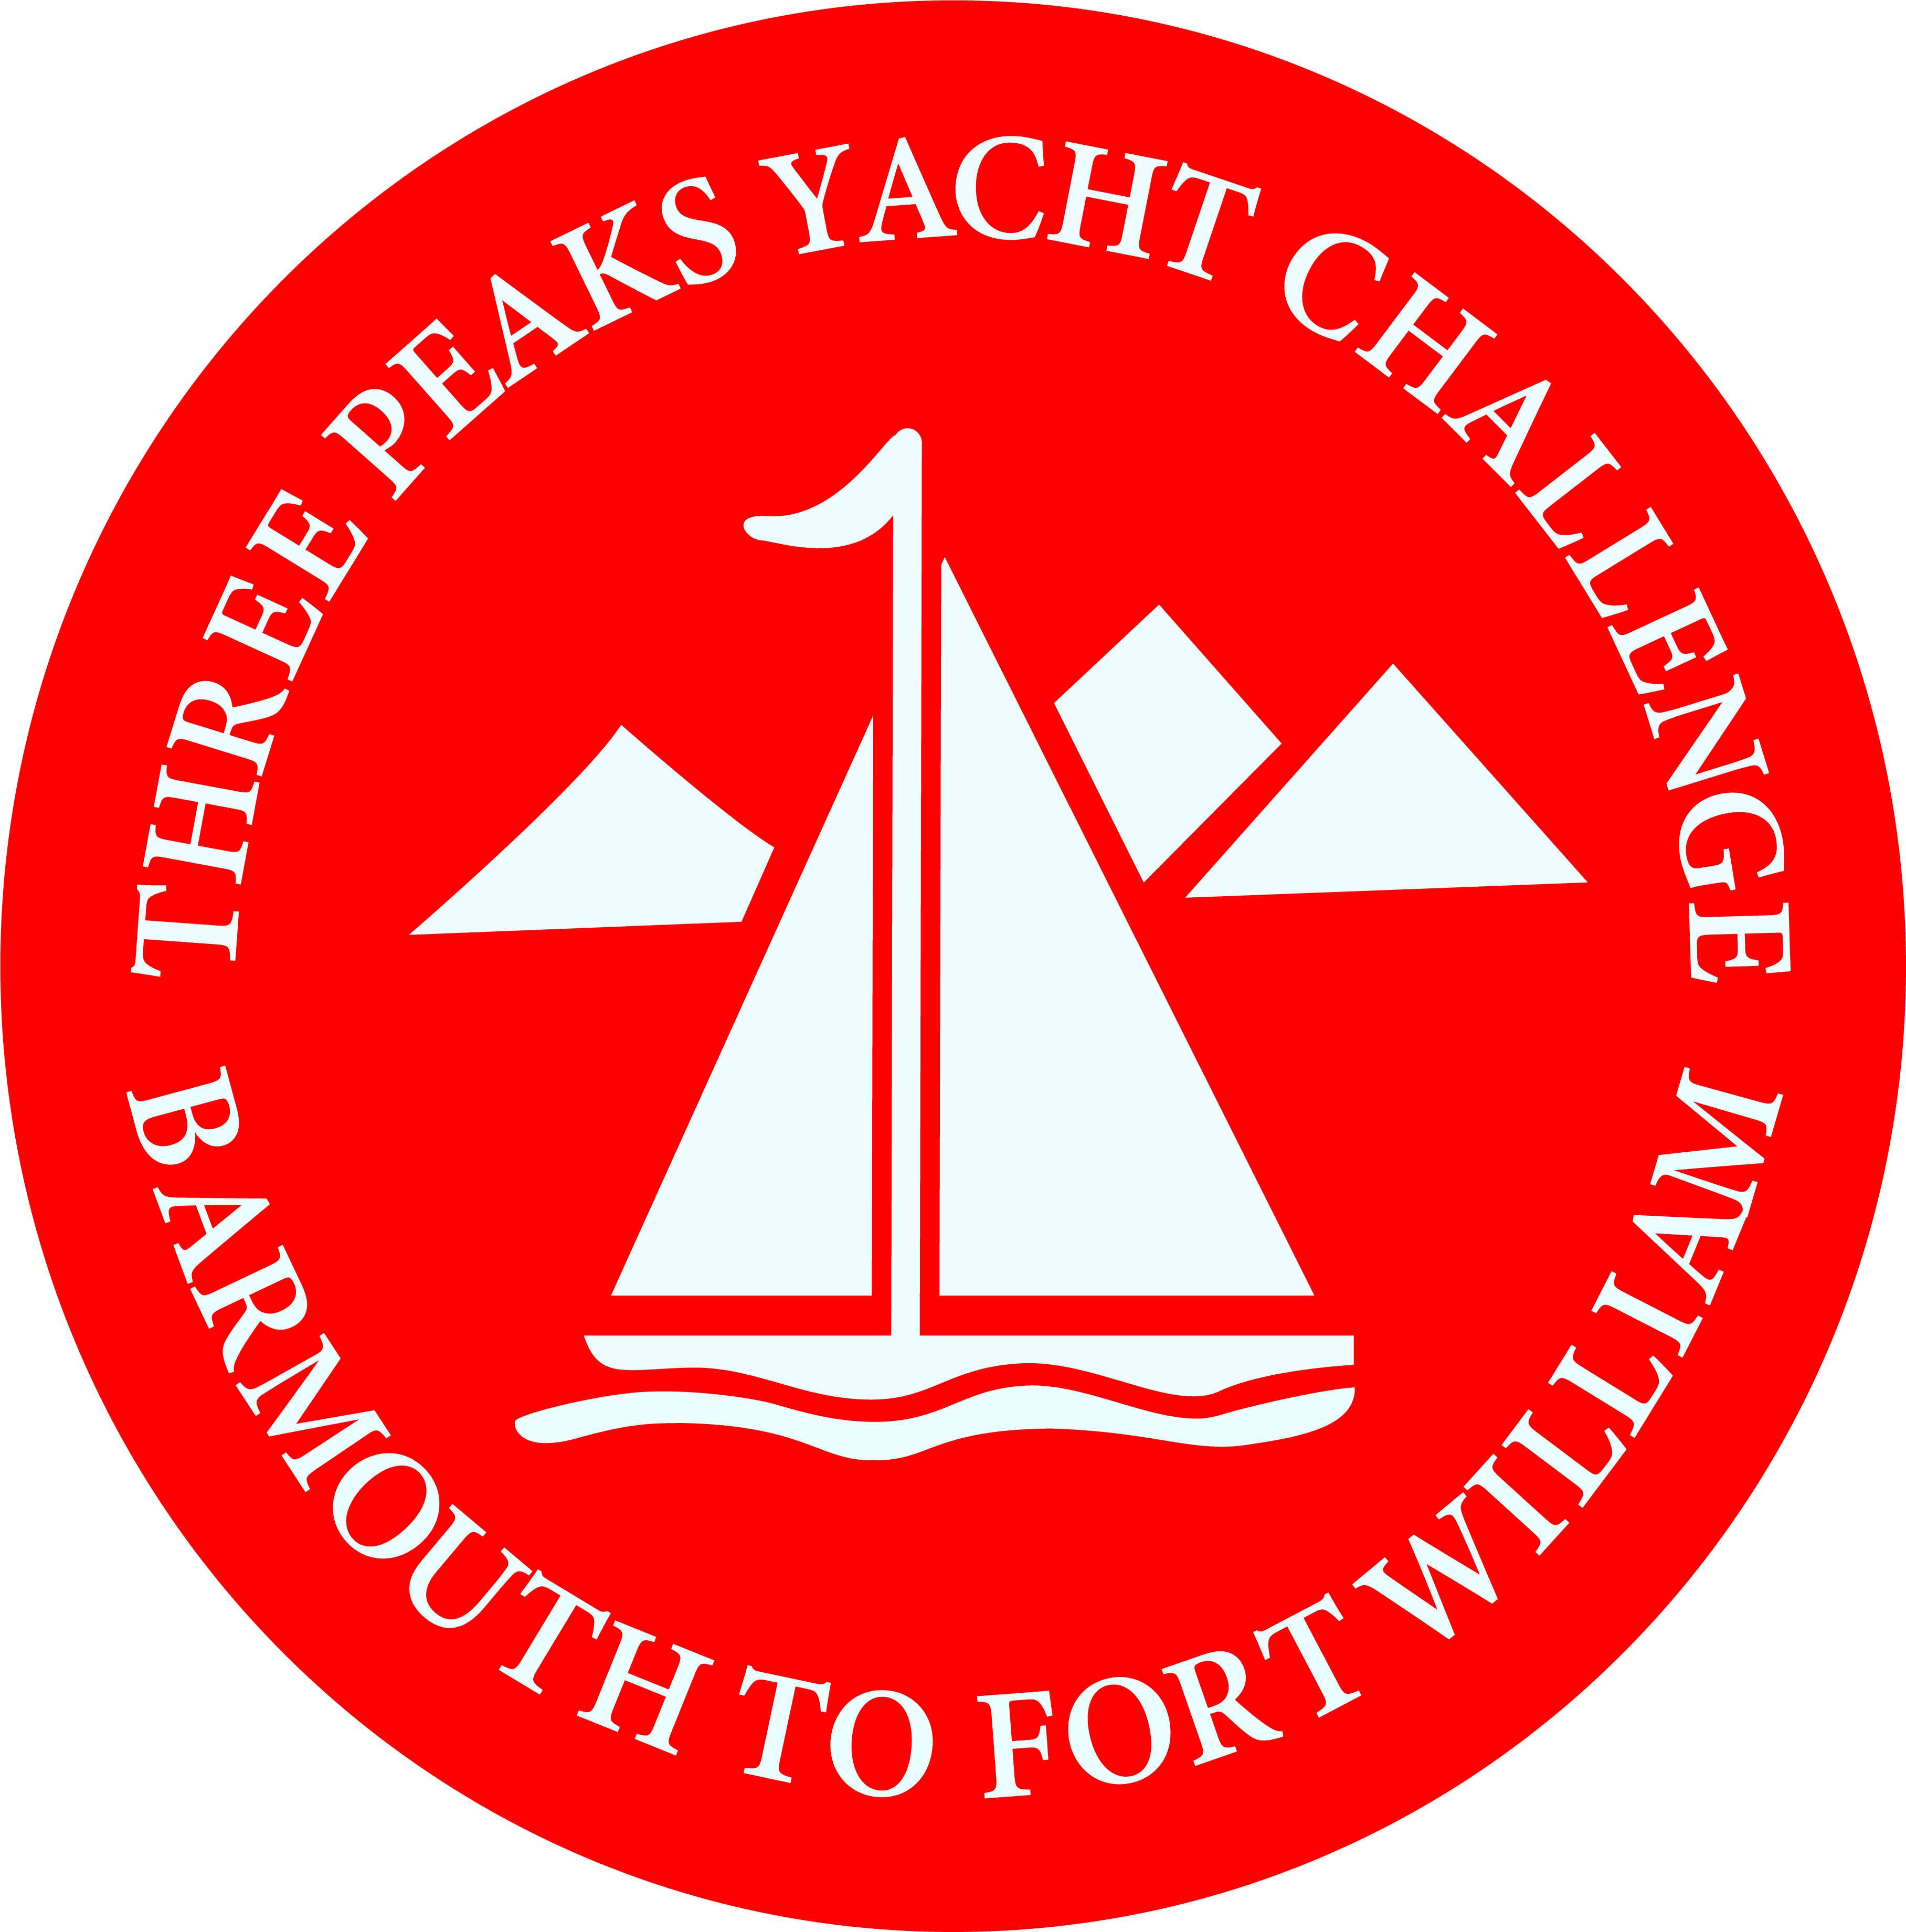 THREE PEAKS YACHT CHALLENGE
BARMOUTH TO FORT WILLIAM